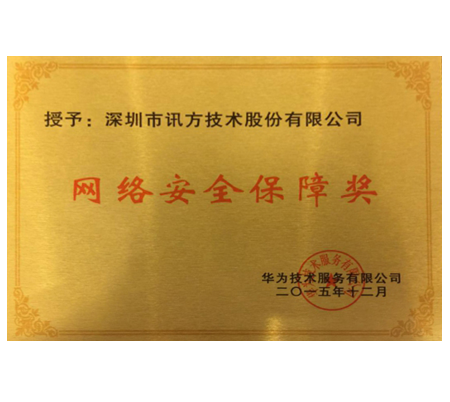 授予：深圳市讯方技术股份有限公司
网络安全保障奖
华为技术服务有限公司
二〇一五年十二月